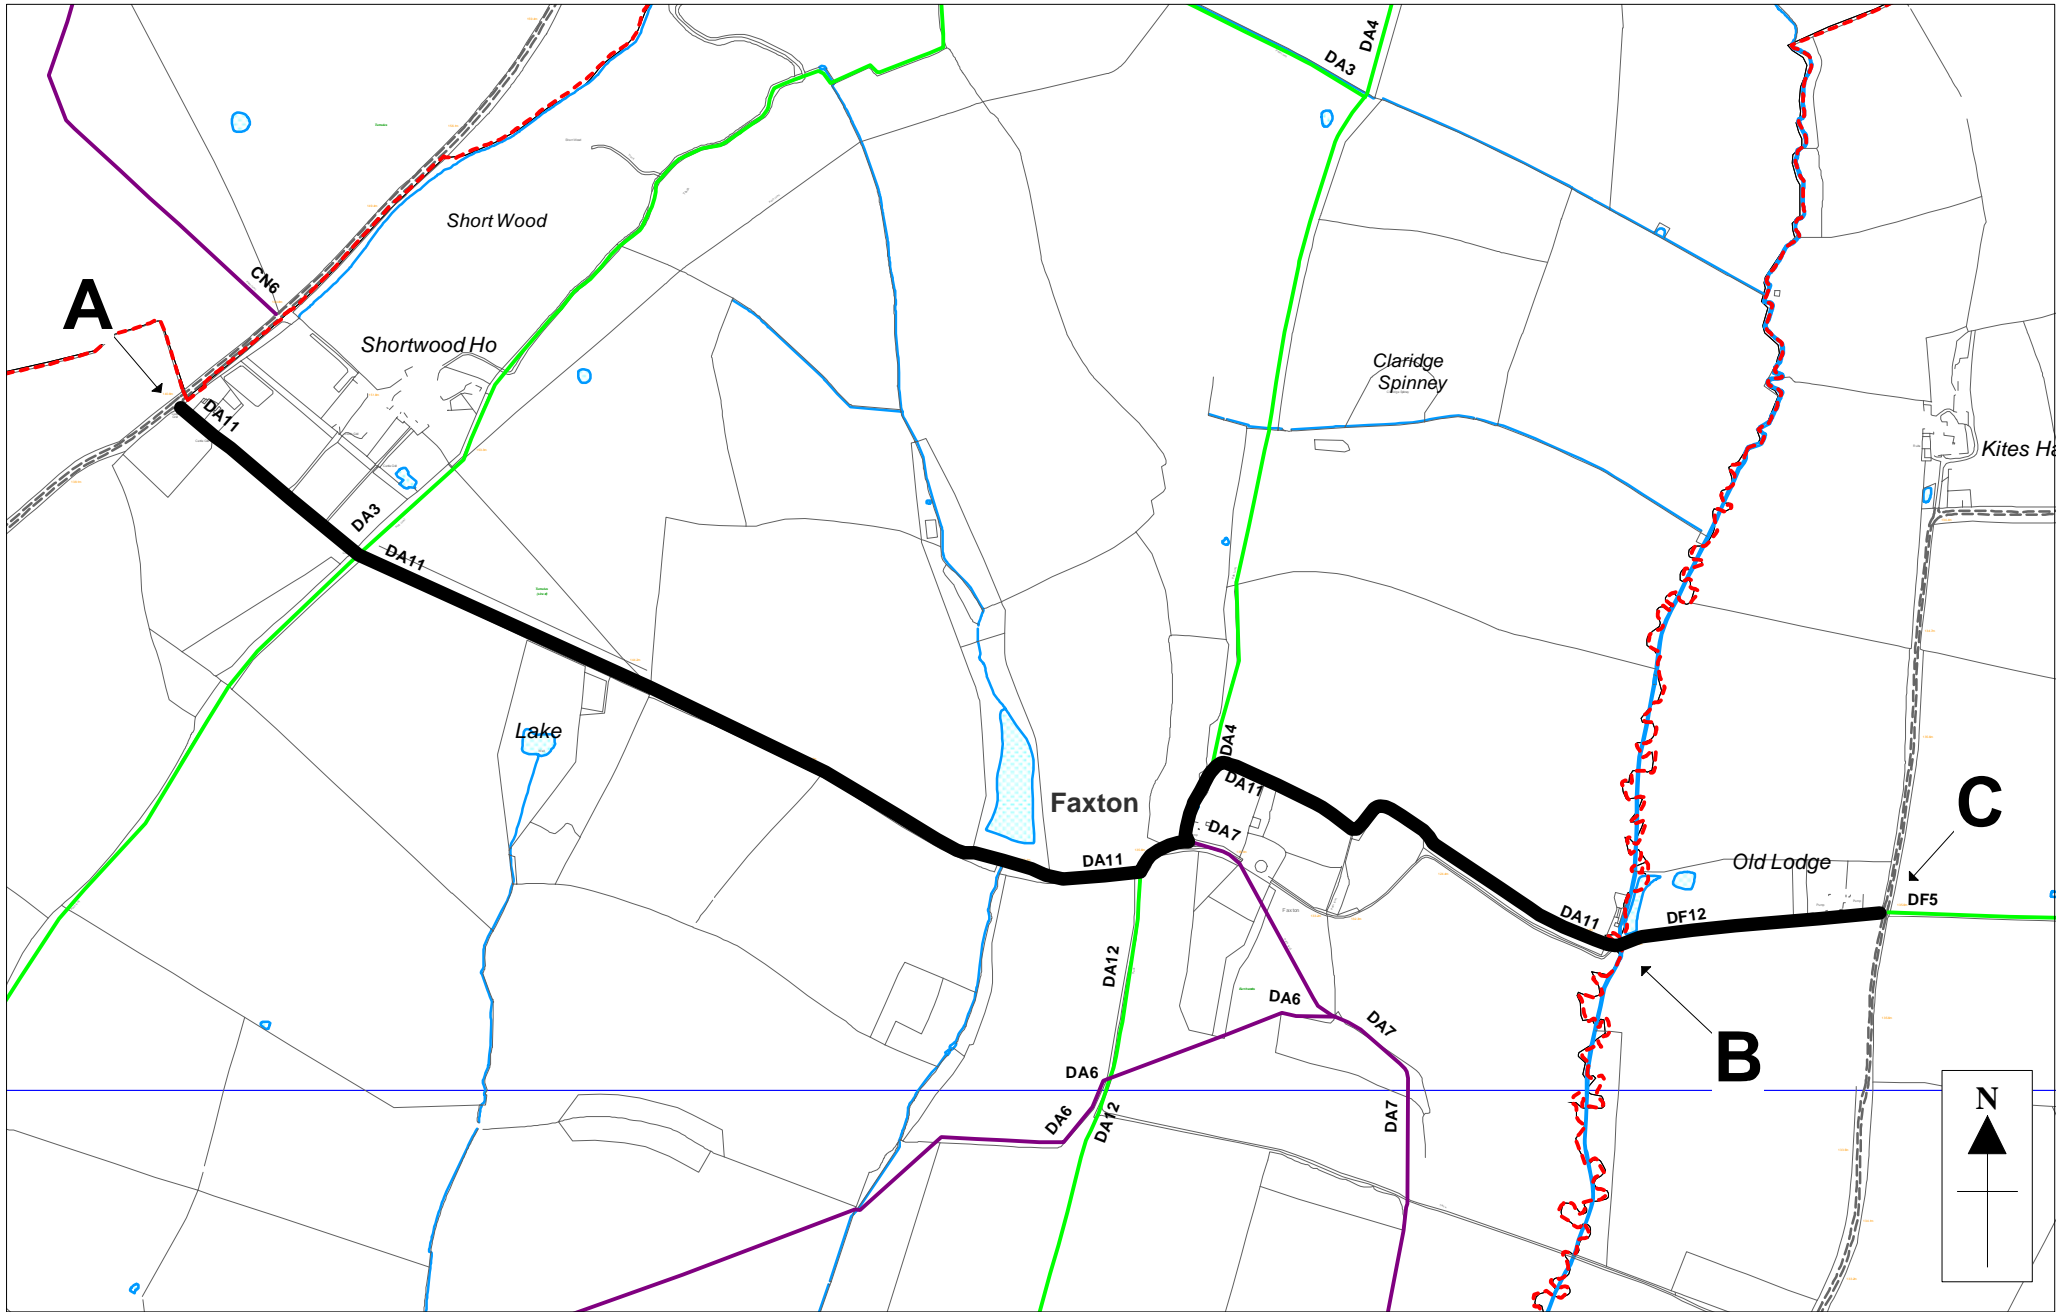 DA4
DA3
Short Wood
CN6
A
Shortwood Ho
Claridge
Spinney
DA11
Kites Ha
DA3
DA11
Lake
DA4
DA11
Faxton
C
DA7
DA11
Old Lodge
DF5
DA11
DF12
DA12
DA6
DA7
B
DA6
DA6
DA12
DA7
N